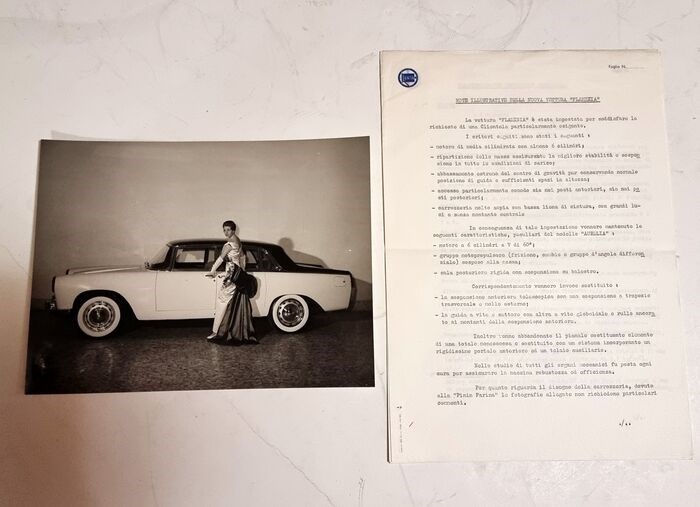 Foglio N.
NOTE ILLUSTRATIVE DELLA NUOVA VETTURA "FLAMINIA"
La vettura "FLAMINIA" è stata impostata per soddisfare le
richieste di una Clientela particolarmente esigente.
I criteri seguiti sono stati i seguenti :
- motore di media cilindrata con almeno 6 cilindri;
- ripartizione delle masse assicurante la migliore stabilità e sospen
sione in tutte le condizioni di carico;
- abbassamento estremo del centro di gravità pur conservando normale
posizione di guida e sufficienti spazi in altezza;
- accesso particolarmente comodo sia nei posti anteriori, sia nei po
sti posteriori;
- carrozzeria molto ampia con bassa linea di cintura, con grandi lu-
ci e senza montante centrale
In conseguenza di tale impostazione vennero mantenute le
seguenti caratteristiche, peculiari del modello "AURELIA" :
- motore a 6 cilindri a V di 60°;
- gruppo motopropulsore (frizione, cambio e gruppo d'angolo differen
ziale) sospeso alla cassa;
- sala posteriore rigida con sospensione su balestre.
Corrispondentemente vennero invece sostituite :
- la sospensione anteriore telescopica con una sospensione a trapezio
trasversale a molle esterne;
- la guida a vite e settore con altra a vite globoidale e rullo ancora
ta ai montanti della sospensione anteriore.
Inoltre venne abbandonato il pianale costituente elemento
di una totale monoscocca e sostituito con un sistema incorporante un
rigidissimo portale anteriore ed un telaio ausiliario.
Nello studio di tutti gli organi meccanici fu posta ogni
cura per assicurare la massima robustezza ed efficienza.
Per quanto riguarda il disegno della carrozzeria, dovuto
alla "Pinin Farina" le fotografie allegate non richiedono particolari
commenti.
./..